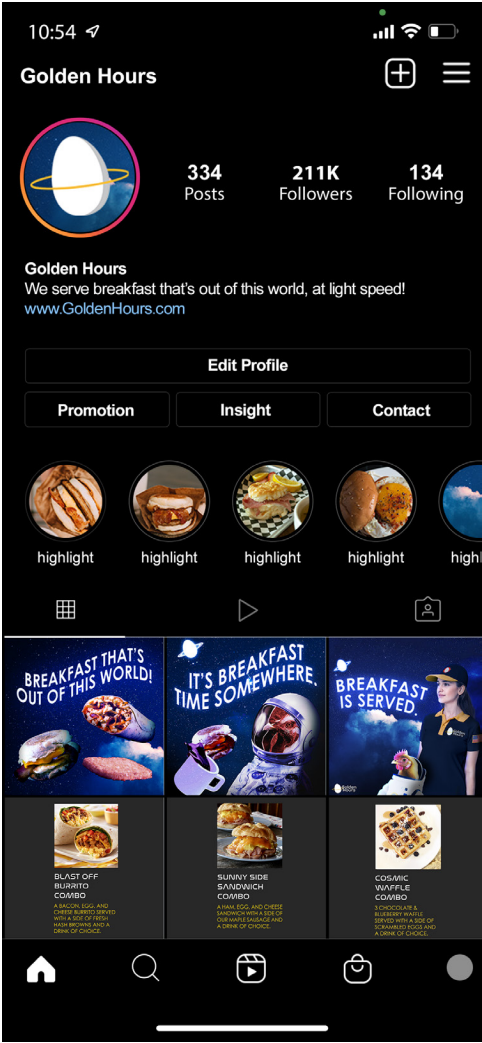 10:54
Golden Hours
334
Posts
211K
Followers
134
Following
Golden Hours
We serve breakfast that's out of this world, at light speed!
www.GoldenHours.com
Edit Profile
Promotion
Insight
Contact
highlight
highlight
highlight
highlight
highl
BREAKFAST THAT'S
OUT OF THIS WORLD!
IT'S BREAKFAST
TIME SOMEWHERE.
BREAKFAST
IS SERVED.
Golden
Hours
BLAST OFF
BURRITO
COMBO
A BACON, EGG, AND
CHEESE BURRITO SERVED
WITH A SIDE OF FRESH
HASH BROWNS AND A
DRINK OF CHOICE.
SUNNY SIDE
SANDWICH
COMBO
A HAM, EGG, AND CHEESE
SANDWICH WITH A SIDE OF
OUR MAPLE SAUSAGE AND
A DRINK OF CHOICE.
COSMIC
WAFFLE
COMBO
3 CHOCOLATE &
BLUEBERRY WAFFLE
SERVED WITH A SIDE OF
SCRAMBLED EGGS AND
A DRINK OF CHOICE.